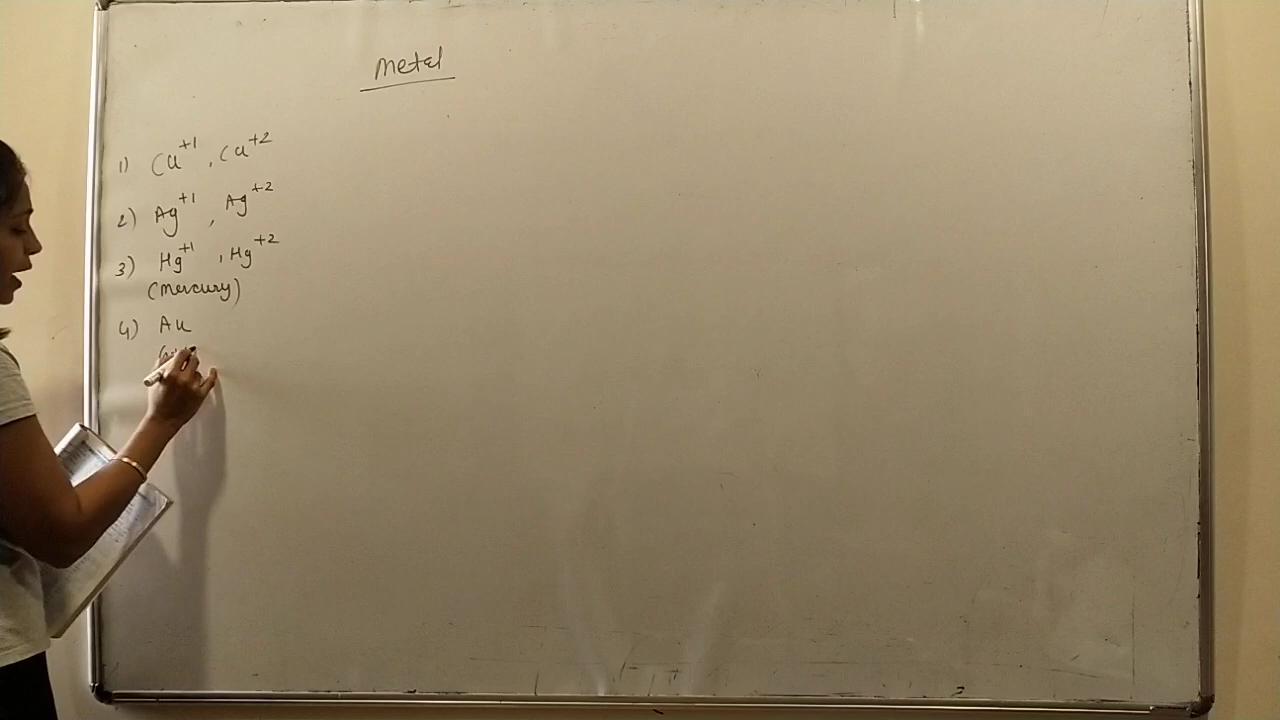 Metal
1) Cu+1, Cu+2
2) Ag+1, Ag+2
3) Hg+1, Hg+2
(Mercury)
4) Au